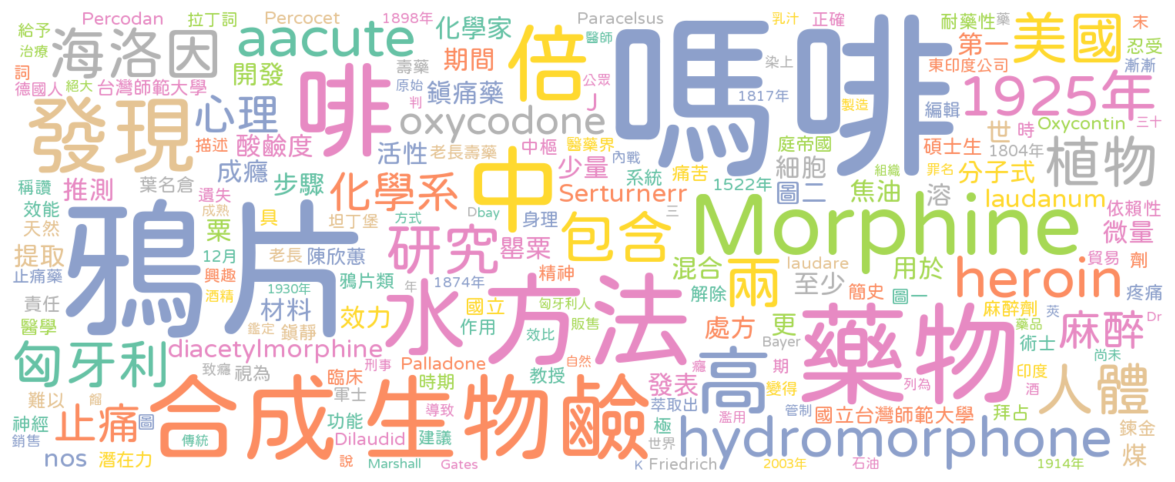 Percodan 拉丁詞 Percocet 1898年 化學家 Paracelsus 乳汁 正確 耐藥性 藥 末
給予 海洛因 aacute 期間 倍 嗎啡 醫師 第一 美國 忍受
治療 壽藥 染上 東印度公司 漸漸
詞 開發 啡 鎮痛藥 公眾 1925年
德國人 絕大 台灣師範大學 原始 J 1817年 製造 編輯 三十
發現 心理 判 oxycodone 世 時 Oxycontin
描述 酸鹼度 活性 中樞 醫藥界 內戰 庭帝國 碩士生 1804年 植物
老長壽藥 少量 系統 痛苦 細胞 組織 罪名 分子式
稱讚 推測 葉名倉 成癮 中 Serturnerr 1522年 圖二 焦油 溶 laudanum
遺失 步驟 化學系 依賴性
效能 成熟 具 坦丁堡 Dbay 身理 三 Morphine 微量
天然 粟 方式 研究 罌粟 包含
鴉片 12月 老長 陳欣蕙 laudare 貿易 劑
提取 興趣 鴉片類 精神 混合 兩 至少 用於 heroin
止痛藥 1930年 年 1874年 匈牙利人 解除 簡史 圖一 麻醉劑 莢 疼痛
責任 酒精 材料 國立 水方法 藥品 Dr
醫學 鑑定 鎮靜 效力 作用 效比 販售 處方 更 Bayer 藥物 術士 麻醉 尚未
匈牙利 diacetylmorphine Palladone 自然 高 期 印度
致癮 視為 刑事 臨床 時期 教授 發表 癮 變得 列為 酒 人體
難以 軍士 合成生物鹼 萃取出 濫用 管制 國立台灣師範大學 拜占
神經 止痛 圖 功能 導致 極 鍊金
銷售 傳統 Dilaudid 建議 世界 hydromorphone 煤
nos 潛在力 說 Marshall Gates K Friedrich 2003年 石油 1914年